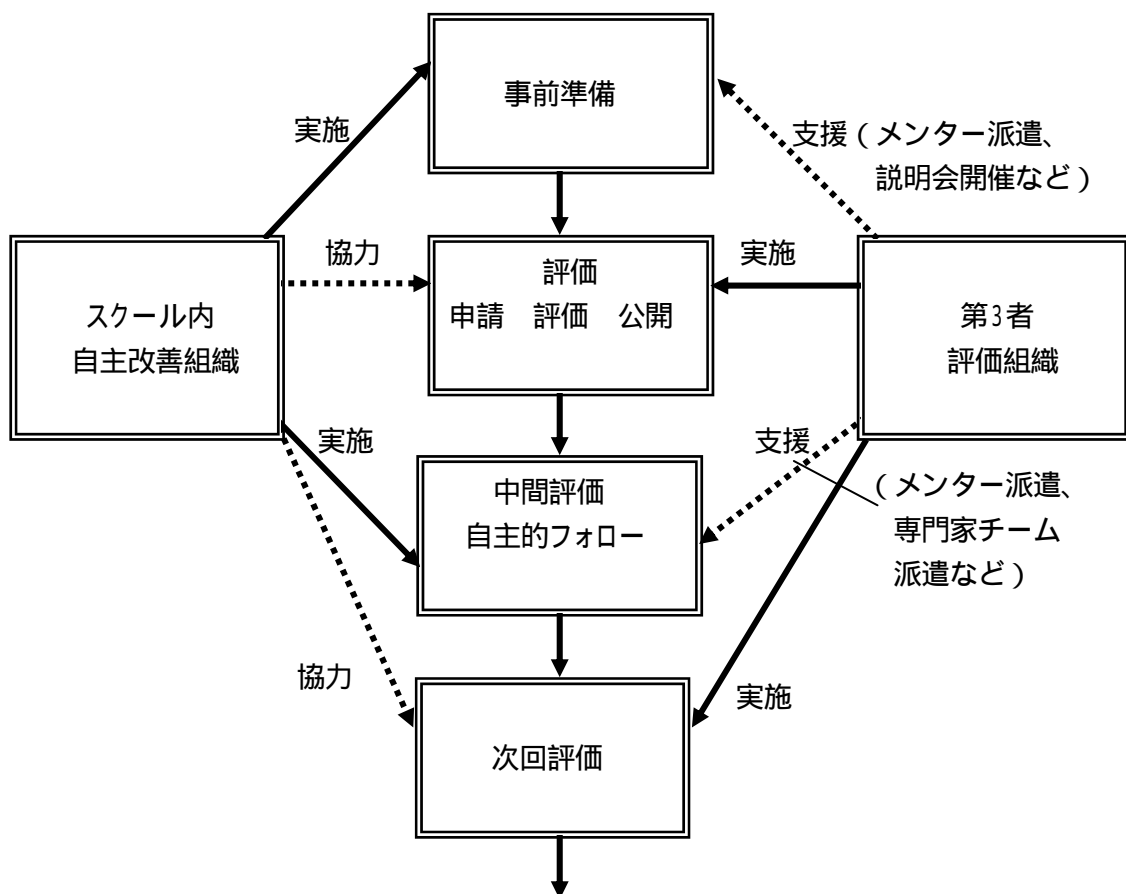 事前準備
実施
支援（メンター派遣、
説明会開催など）
協力
評価
申請　評価　公開
実施
スクール内
自主改善組織
第3者
評価組織
実施
支援
中間評価
自主的フォロー
（メンター派遣、
専門家チーム
派遣など）
協力
実施
次回評価